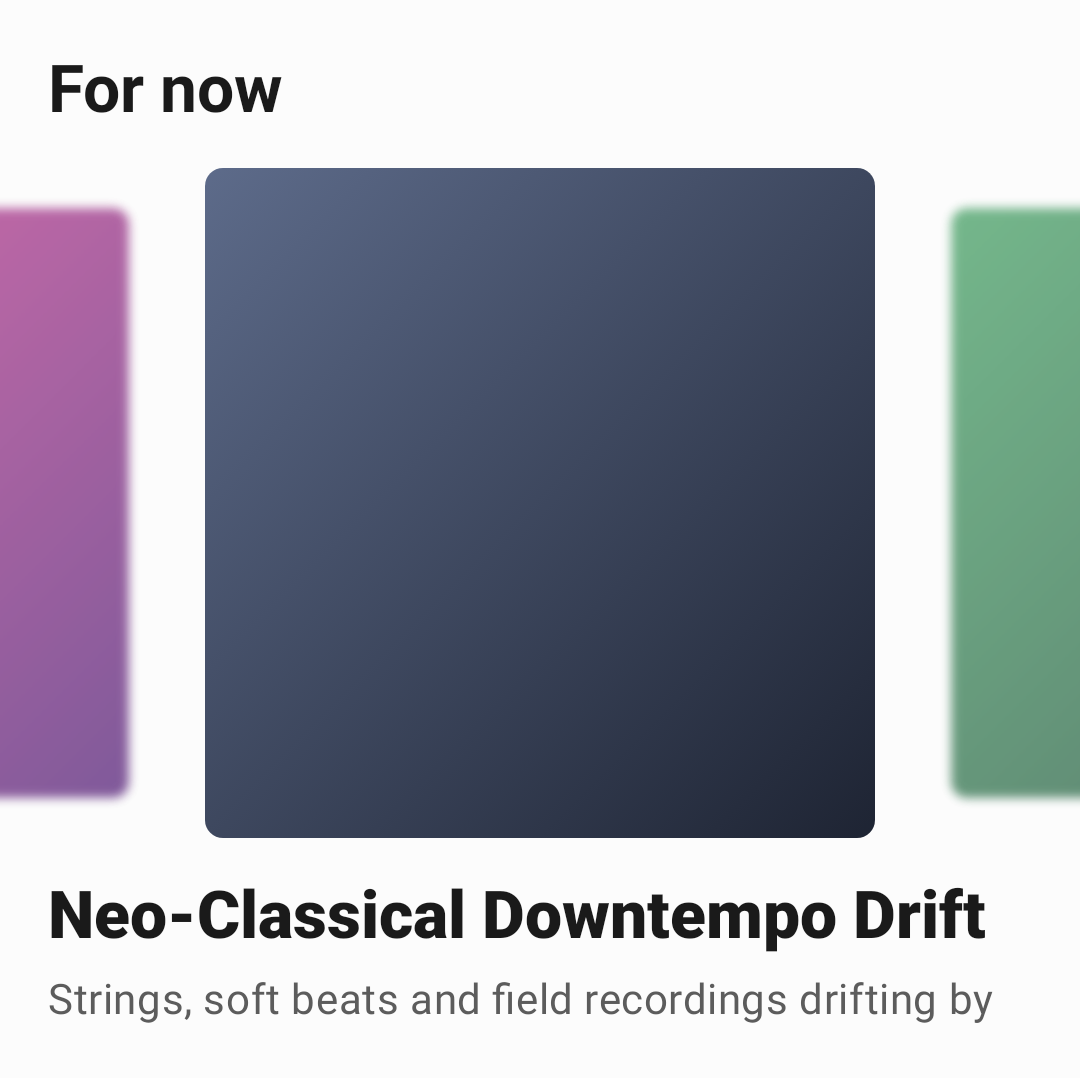 For now
Neo-Classical Downtempo Drift
Strings, soft beats and field recordings drifting by